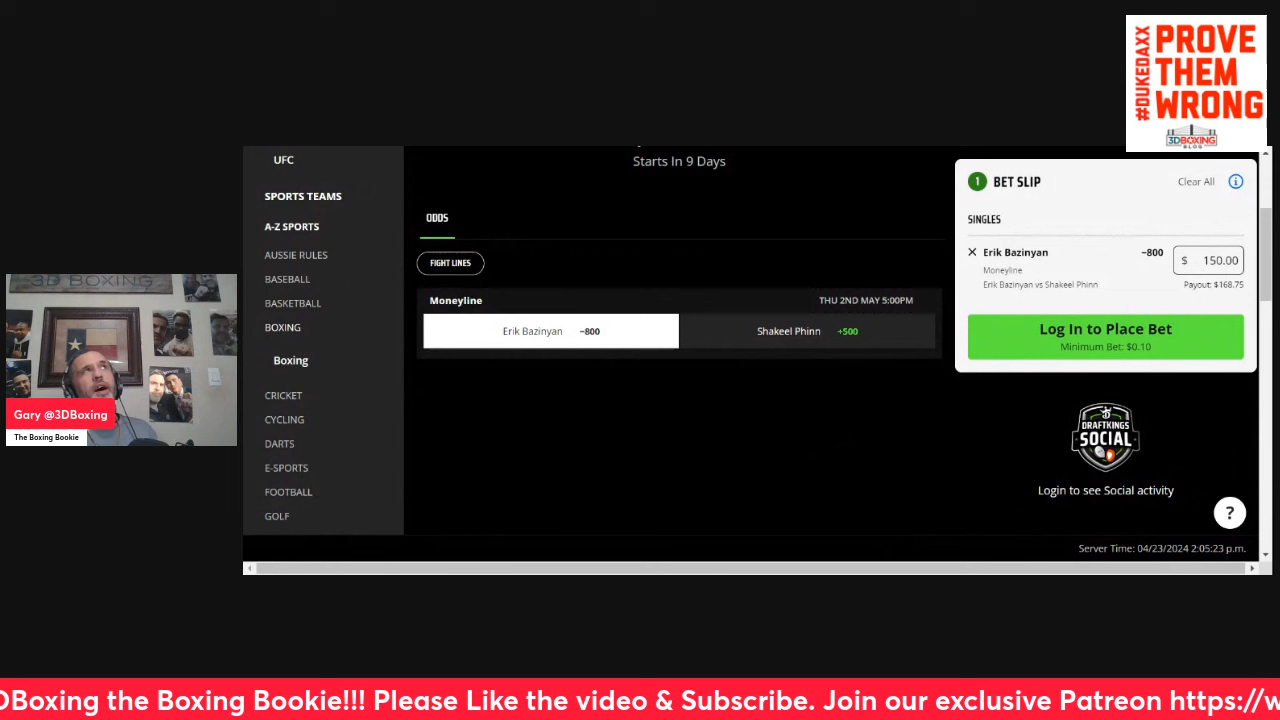 #DUKEDAXX
PROVE
THEM
WRONG
3DBOXING
BLOG
UFC
SPORTS TEAMS
A-Z SPORTS
AUSSIE RULES
BASEBALL
BASKETBALL
BOXING
Boxing
CRICKET
CYCLING
DARTS
E-SPORTS
FOOTBALL
GOLF
Starts In 9 Days
ODDS
FIGHT LINES
Moneyline THU 2ND MAY 5:00PM
Erik Bazinyan −800 Shakeel Phinn +500
1 BET SLIP Clear All i
SINGLES
× Erik Bazinyan −800 $ 150.00
Moneyline
Erik Bazinyan vs Shakeel Phinn Payout: $168.75
Log In to Place Bet
Minimum Bet: $0.10
DRAFTKINGS
SOCIAL
Login to see Social activity
?
Server Time: 04/23/2024 2:05:23 p.m.
3D BOXING
Gary @3DBoxing
The Boxing Bookie
DBoxing the Boxing Bookie!!! Please Like the video & Subscribe. Join our exclusive Patreon https://w